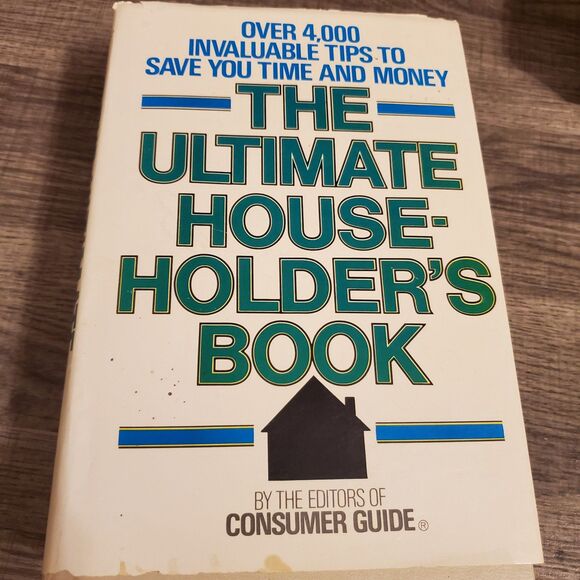 OVER 4,000
INVALUABLE TIPS TO
SAVE YOU TIME AND MONEY
THE
ULTIMATE
HOUSE-
HOLDER'S
BOOK
BY THE EDITORS OF
CONSUMER GUIDE®